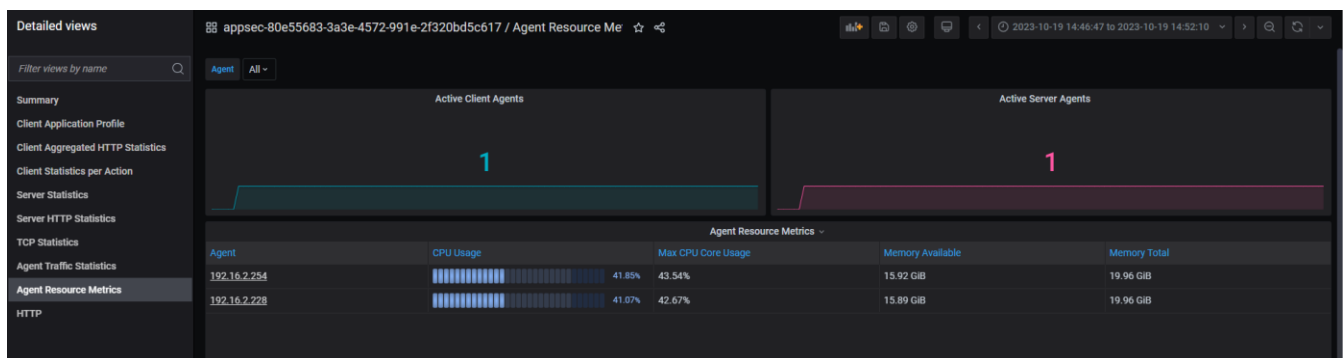 Detailed views
appsec-80e55683-3a3e-4572-991e-2f320bd5c617 / Agent Resource Me
2023-10-19 14:46:47 to 2023-10-19 14:52:10
Filter views by name
Agent All
Summary
Client Application Profile
Client Aggregated HTTP Statistics
Client Statistics per Action
Server Statistics
Server HTTP Statistics
TCP Statistics
Agent Traffic Statistics
Agent Resource Metrics
HTTP
Active Client Agents
1
Active Server Agents
1
Agent Resource Metrics
Agent CPU Usage Max CPU Core Usage Memory Available Memory Total
192.16.2.254 41.85% 43.54% 15.92 GiB 19.96 GiB
192.16.2.228 41.07% 42.67% 15.89 GiB 19.96 GiB